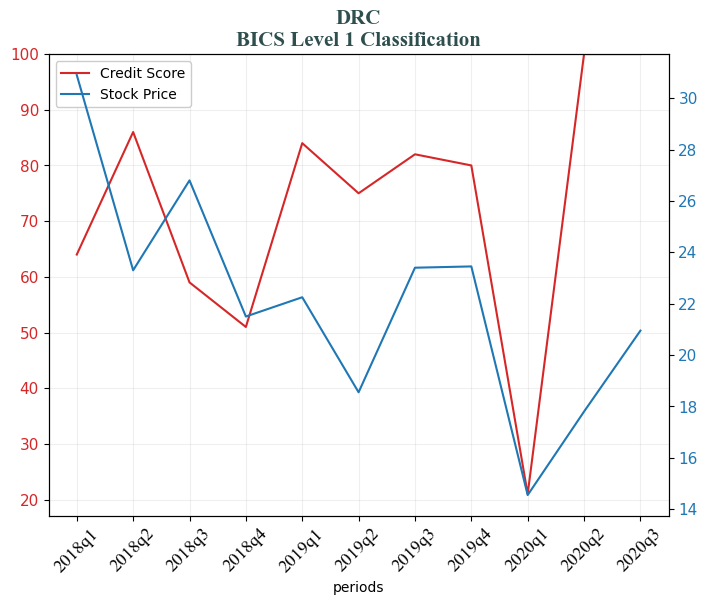 DRC
BICS Level 1 Classification
Credit Score
Stock Price
100
90
80
70
60
50
40
30
20
30
28
26
24
22
20
18
16
14
2018q1
2018q2
2018q3
2018q4
2019q1
2019q2
2019q3
2019q4
2020q1
2020q2
2020q3
periods